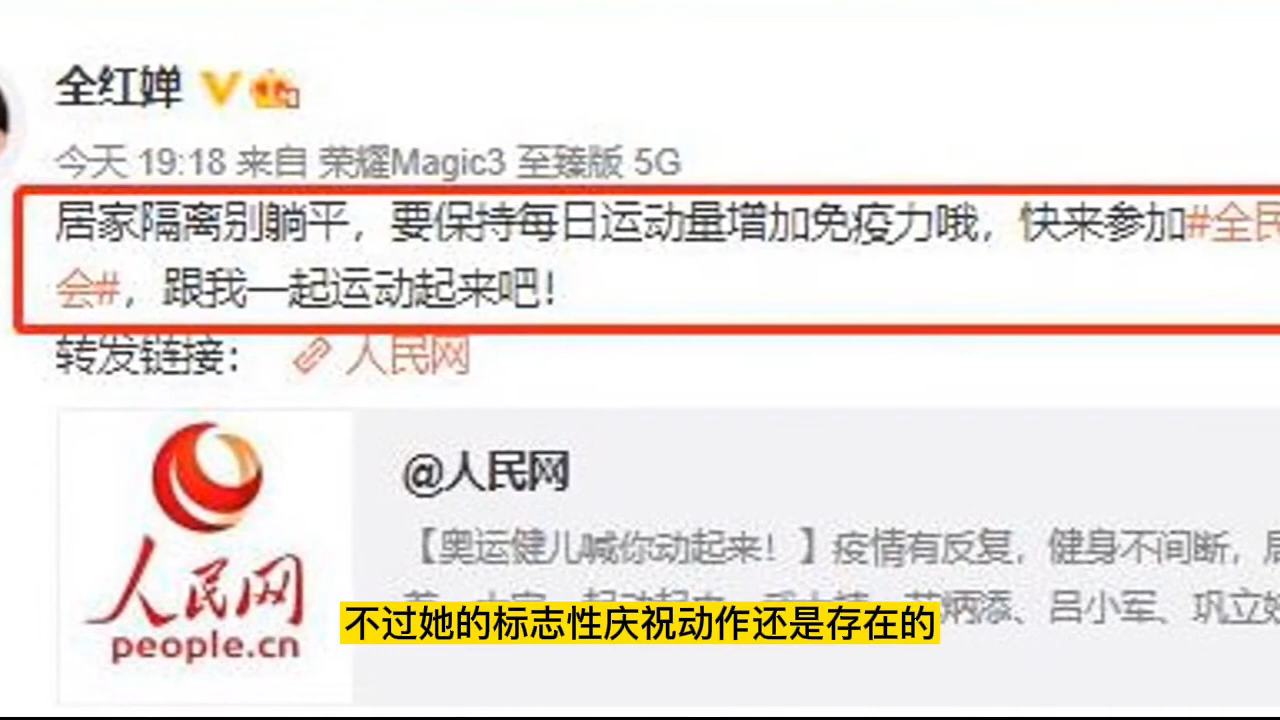 全红婵
今天 19:18 来自 荣耀Magic3 至臻版 5G
居家隔离别躺平，要保持每日运动量增加免疫力哦，快来参加#全民
会#，跟我一起运动起来吧！
转发链接： 人民网
@人民网
【奥运健儿喊你动起来！】疫情有反复，健身不间断，居
炳添、吕小军、巩立姣
人民网
people.cn
不过她的标志性庆祝动作还是存在的